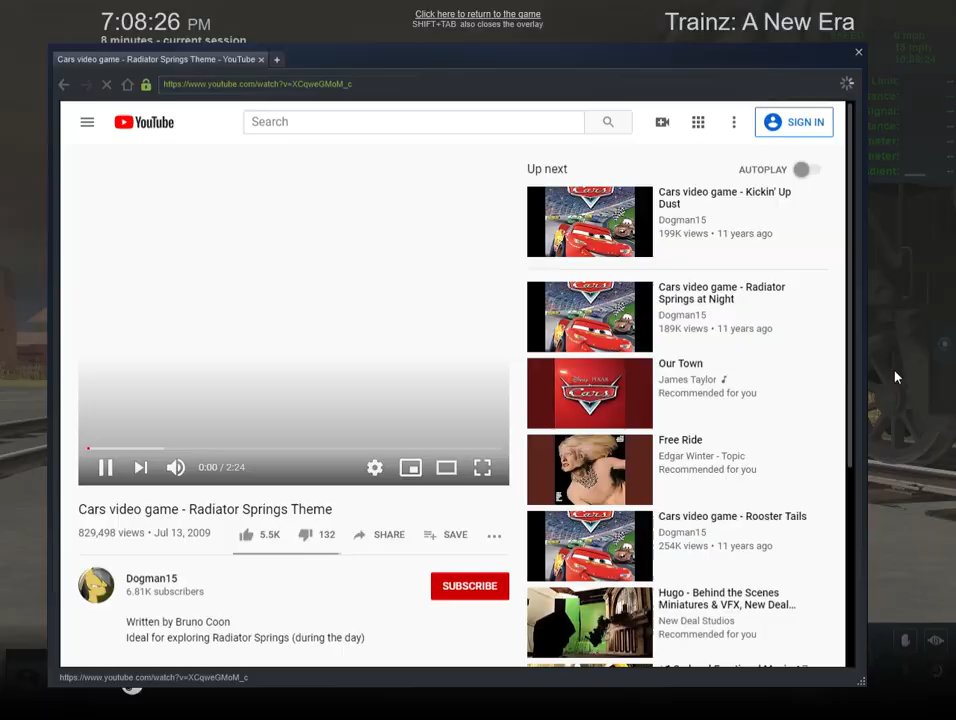 7:08:26 PM
8 minutes - current session
Click here to return to the game
SHIFT+TAB also closes the overlay
Trainz: A New Era
Cars video game - Radiator Springs Theme - YouTube
https://www.youtube.com/watch?v=XCqweGMoM_c
YouTube
Search
SIGN IN
Up next
AUTOPLAY
Cars video game - Kickin' Up
Dust
Dogman15
199K views • 11 years ago
Cars video game - Radiator
Springs at Night
Dogman15
189K views • 11 years ago
Our Town
James Taylor
Recommended for you
Free Ride
Edgar Winter - Topic
Recommended for you
Cars video game - Rooster Tails
Dogman15
254K views • 11 years ago
Hugo - Behind the Scenes
Miniatures & VFX, New Deal...
New Deal Studios
Recommended for you
0:00 / 2:24
Cars video game - Radiator Springs Theme
829,498 views • Jul 13, 2009
5.5K
132
SHARE
SAVE
Dogman15
6.81K subscribers
SUBSCRIBE
Written by Bruno Coon
Ideal for exploring Radiator Springs (during the day)
https://www.youtube.com/watch?v=XCqweGMoM_c